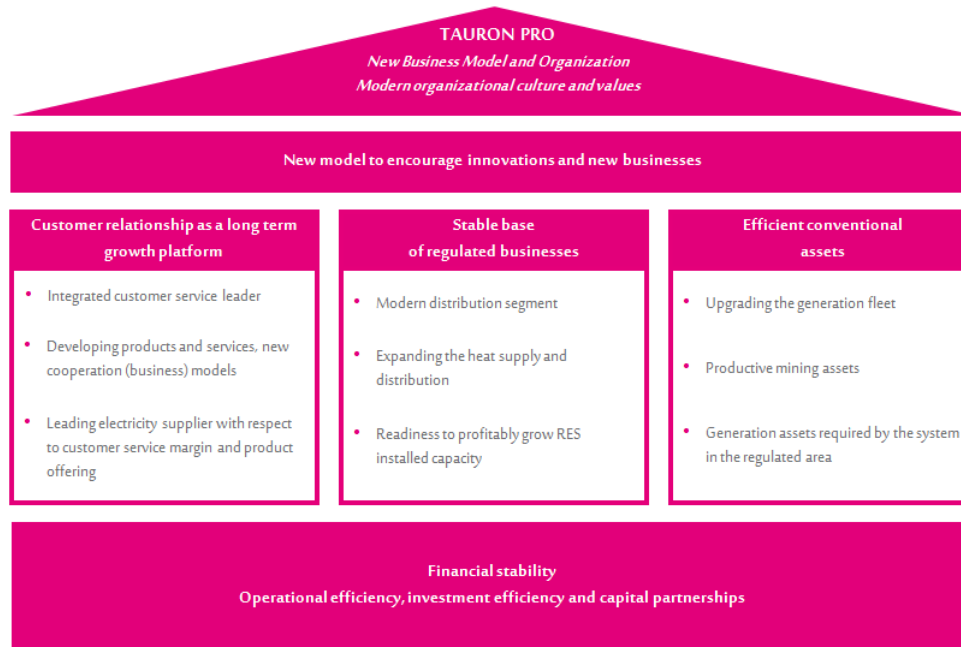 TAURON PRO
New Business Model and Organization
Modern organizational culture and values
New model to encourage innovations and new businesses
Customer relationship as a long term
growth platform
• Integrated customer service leader
• Developing products and services, new
cooperation (business) models
• Leading electricity supplier with respect
to customer service margin and product
offering
Stable base
of regulated businesses
• Modern distribution segment
• Expanding the heat supply and
distribution
• Readiness to profitably grow RES
installed capacity
Efficient conventional
assets
• Upgrading the generation fleet
• Productive mining assets
• Generation assets required by the system
in the regulated area
Financial stability
Operational efficiency, investment efficiency and capital partnerships